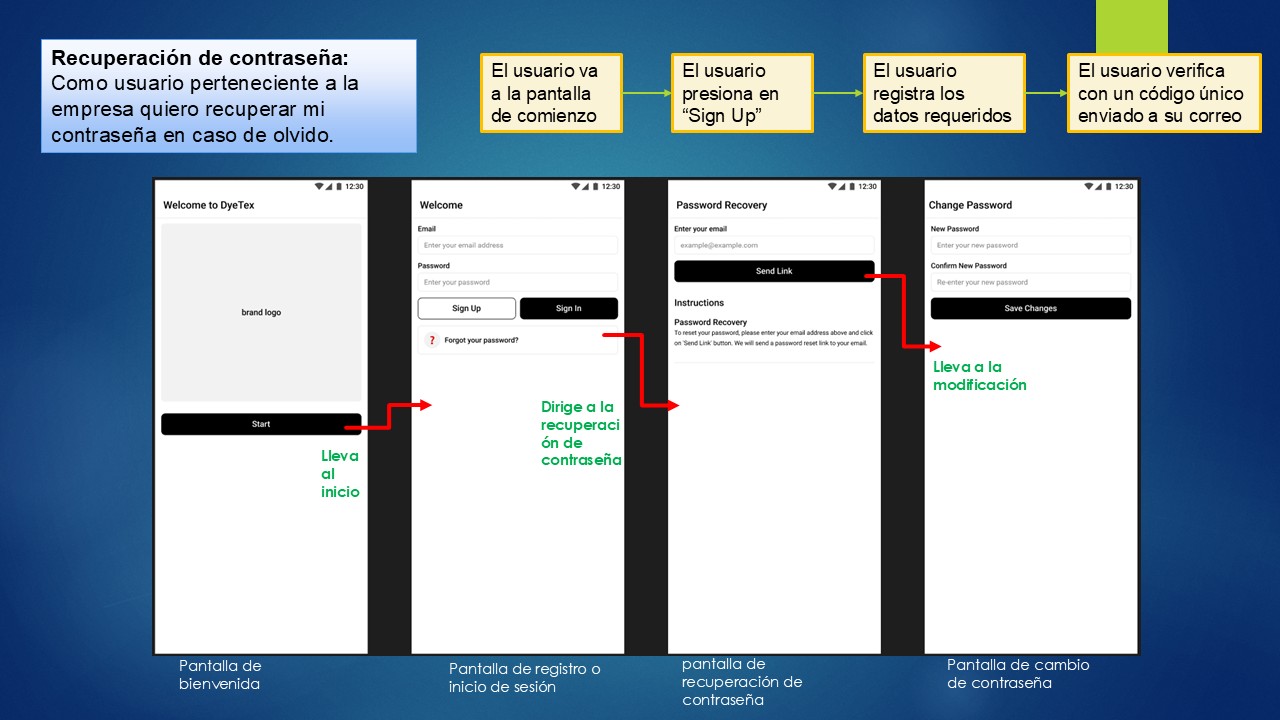 Recuperación de contraseña:
Como usuario perteneciente a la
empresa quiero recuperar mi
contraseña en caso de olvido.
El usuario va
a la pantalla
de comienzo
El usuario
presiona en
“Sign Up”
El usuario
registra los
datos requeridos
El usuario verifica
con un código único
enviado a su correo
12:30
Welcome to DyeTex
brand logo
Start
Lleva
al
inicio
12:30
Welcome
Email
Enter your email address
Password
Enter your password
Sign Up
Sign In
?
Forgot your password?
Dirige a la
recuperaci
ón de
contraseña
12:30
Password Recovery
Enter your email
example@example.com
Send Link
Instructions
Password Recovery
To reset your password, please enter your email address above and click
on 'Send Link' button. We will send a password reset link to your email.
12:30
Change Password
New Password
Enter your new password
Confirm New Password
Re-enter your new password
Save Changes
Lleva a la
modificación
Pantalla de
bienvenida
Pantalla de registro o
inicio de sesión
pantalla de
recuperación de
contraseña
Pantalla de cambio
de contraseña